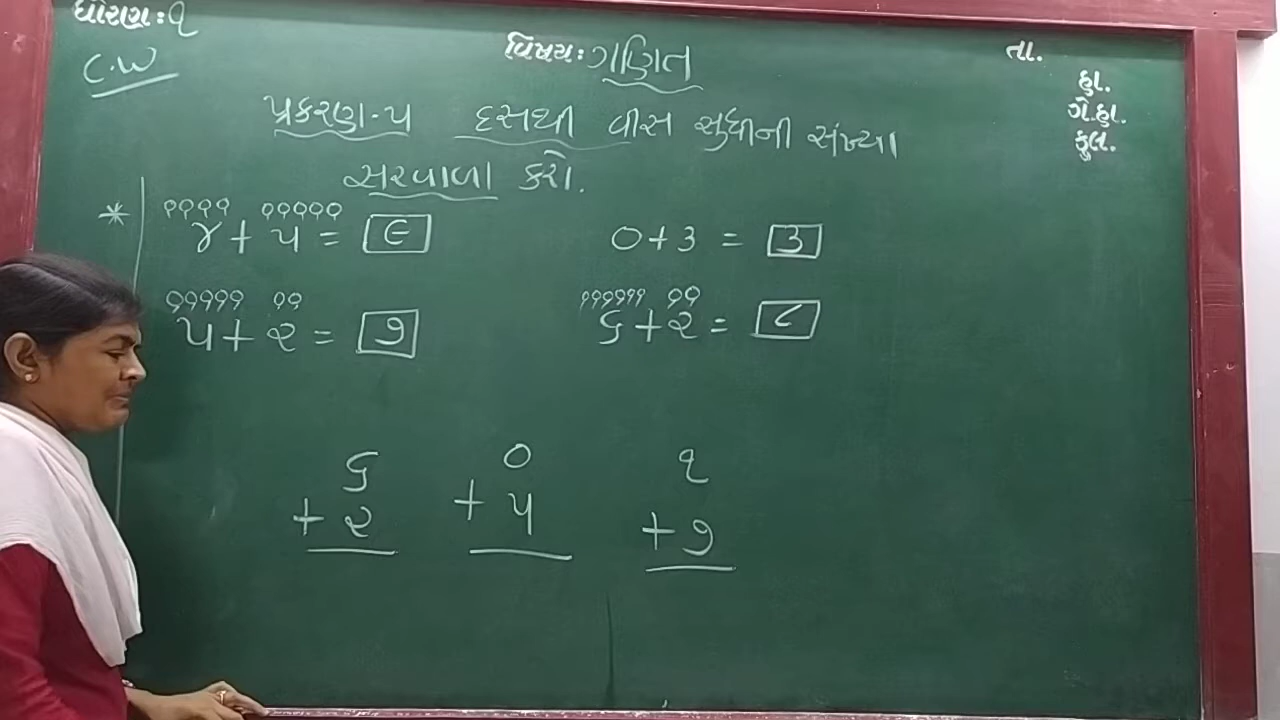 ધોરણ: ૧
વિષય: ગણિત
તા.
C.W
હા.
ગે.હા.
કુલ.
પ્રકરણ-૫ દસથી વીસ સુધીની સંખ્યા
સરવાળા કરો.
*
૧૧૧૧ ૧૧૧૧૧
૪ + ૫ = ૯
૦ + ૩ = ૩
૧૧૧૧૧ ૧૧
૫ + ૨ = ૭
૧૧૧૧૧૧ ૧૧
૬ + ૨ = ૮
૬ ૦ ૧
+ ૨ + ૫ + ૭